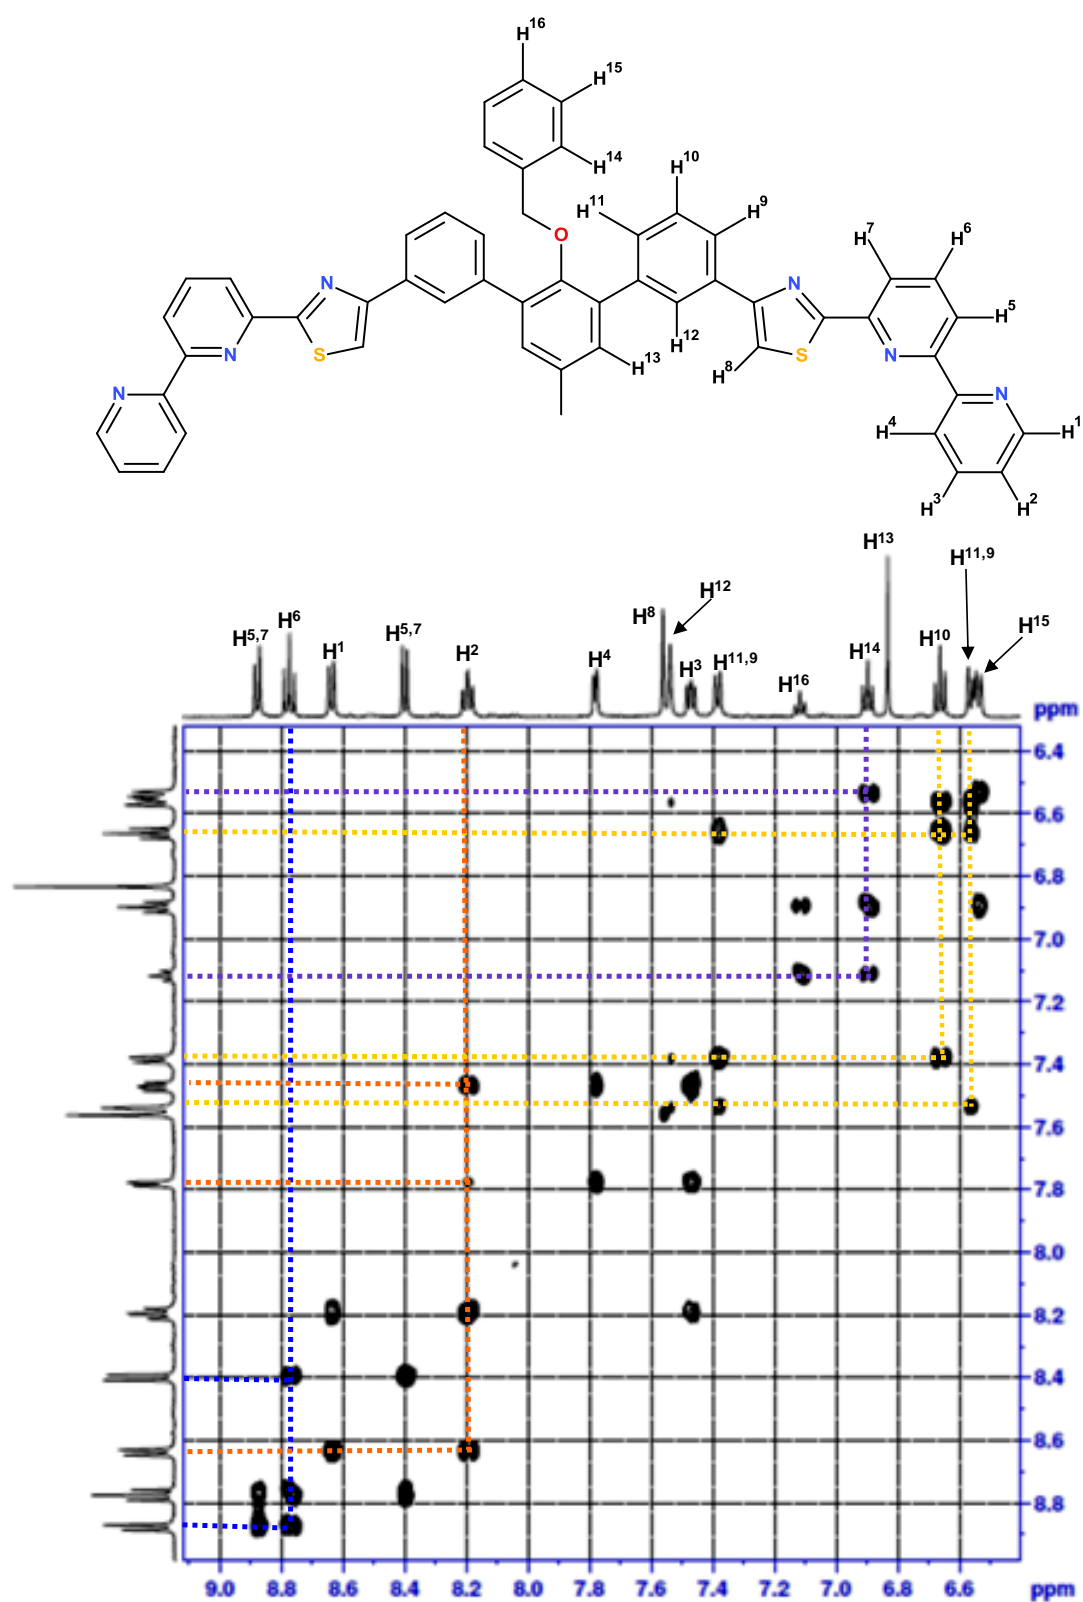 H16
H15
H14
H10
H11
H9
O
H7
H6
N
N
H5
H12
S
S
N
N
H13
H8
N
N
H4
H1
H3
H2
H13
H11,9
H12
H15
H8
H5,7
H6
H1
H5,7
H2
H4
H3
H11,9
H16
H14
H10
ppm
6.4
6.6
6.8
7.0
7.2
7.4
7.6
7.8
8.0
8.2
8.4
8.6
8.8
9.0 8.8 8.6 8.4 8.2 8.0 7.8 7.6 7.4 7.2 7.0 6.8 6.6 ppm